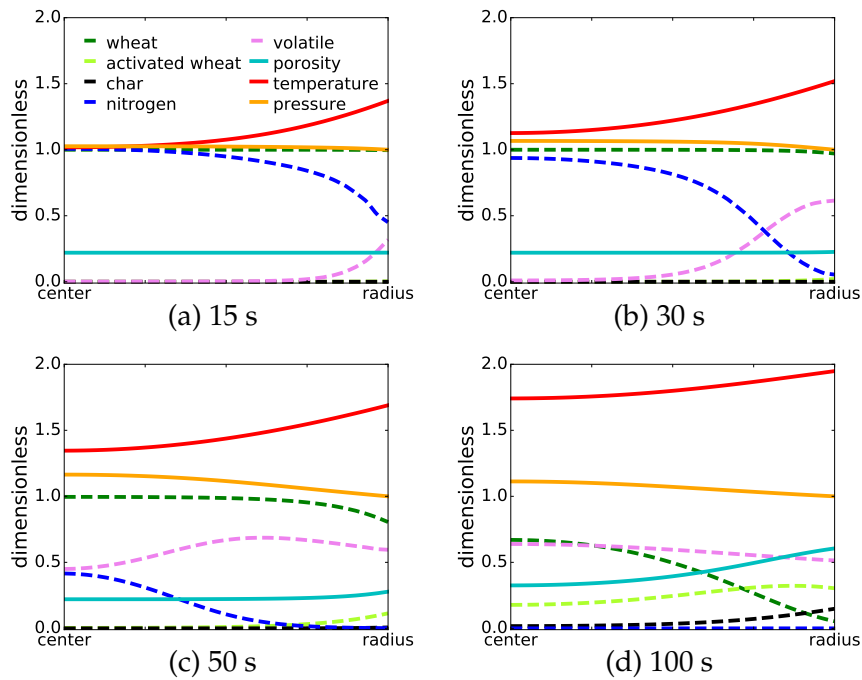 2.0
1.5
1.0
0.5
0.0
dimensionless
wheat
activated wheat
char
nitrogen
volatile
porosity
temperature
pressure
center
radius
(a) 15 s
2.0
1.5
1.0
0.5
0.0
dimensionless
center
radius
(b) 30 s
2.0
1.5
1.0
0.5
0.0
dimensionless
center
radius
(c) 50 s
2.0
1.5
1.0
0.5
0.0
dimensionless
center
radius
(d) 100 s